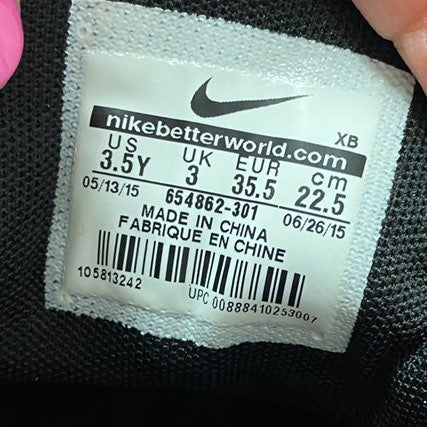 XB
nikebetterworld.com
US UK EUR cm
3.5Y 3 35.5 22.5
05/13/15 654862-301 06/26/15
MADE IN CHINA
FABRIQUE EN CHINE
105813242
UPC 00888410253007